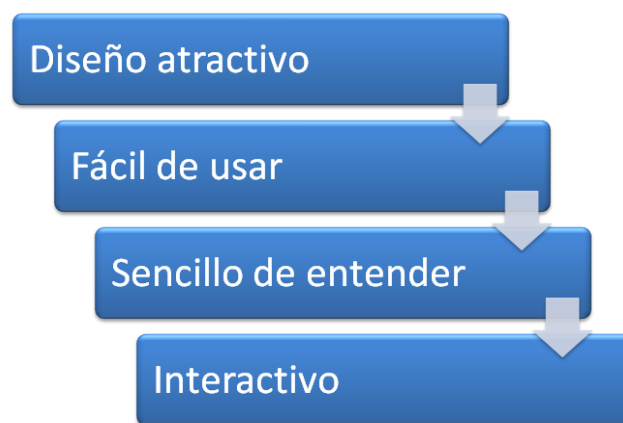 Diseño atractivo
Fácil de usar
Sencillo de entender
Interactivo